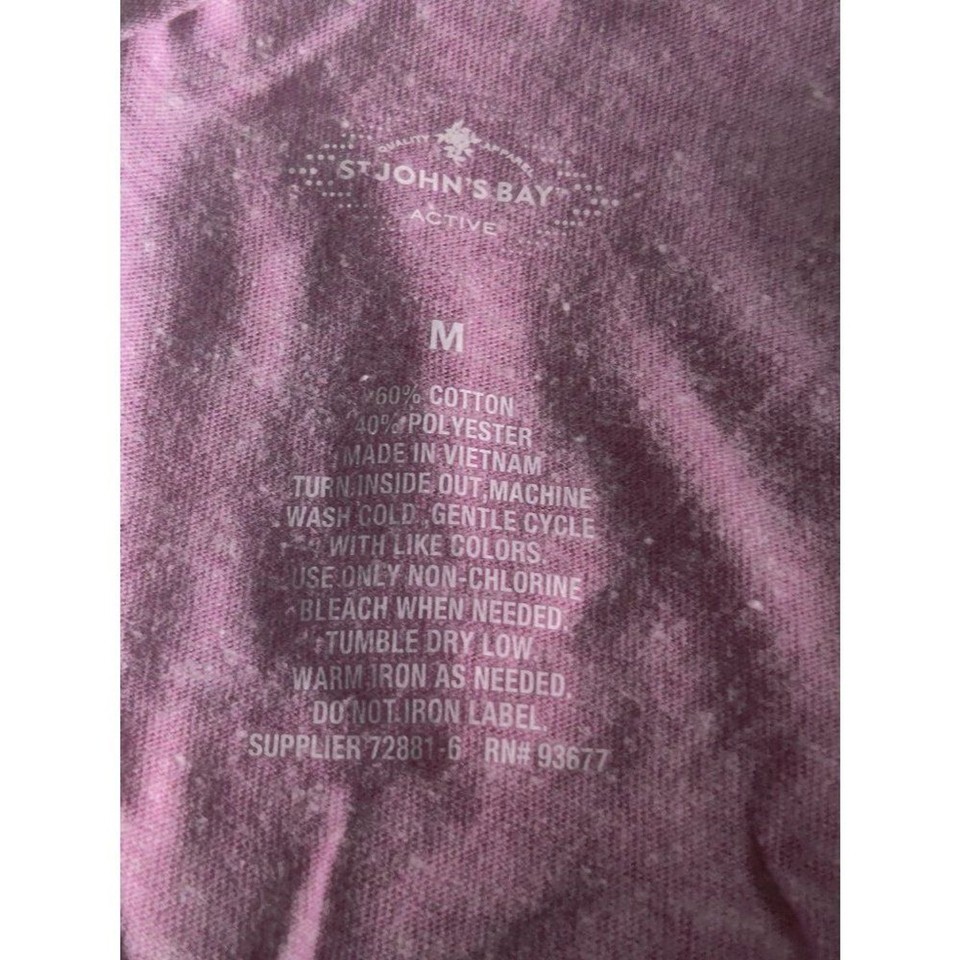 QUALITY APPAREL
ST JOHN'S BAY
ACTIVE
M
60% COTTON
40% POLYESTER
MADE IN VIETNAM
TURN INSIDE OUT,MACHINE
WASH COLD ,GENTLE CYCLE
WITH LIKE COLORS.
USE ONLY NON-CHLORINE
BLEACH WHEN NEEDED.
TUMBLE DRY LOW.
WARM IRON AS NEEDED.
DO NOT IRON LABEL.
SUPPLIER 72881-6 RN# 93677